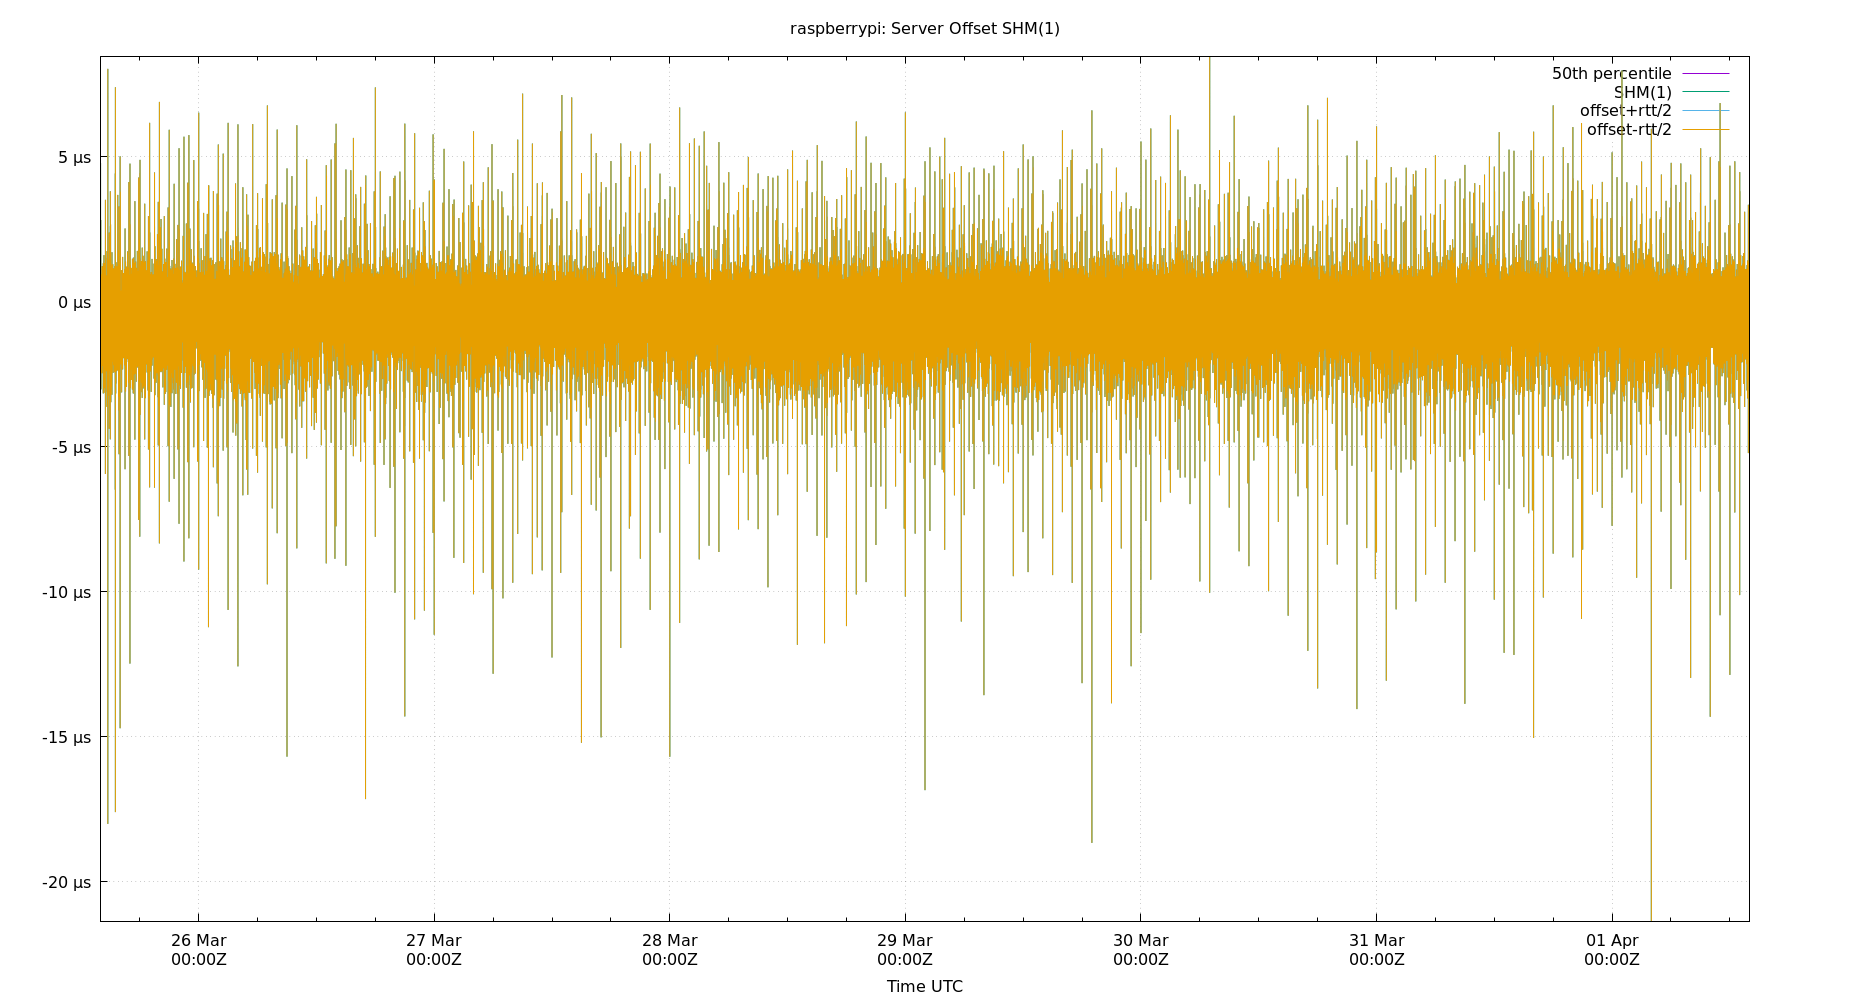 raspberrypi: Server Offset SHM(1)
50th percentile
SHM(1)
offset+rtt/2
offset-rtt/2
5 µs
0 µs
-5 µs
-10 µs
-15 µs
-20 µs
26 Mar
00:00Z
27 Mar
00:00Z
28 Mar
00:00Z
29 Mar
00:00Z
30 Mar
00:00Z
31 Mar
00:00Z
01 Apr
00:00Z
Time UTC